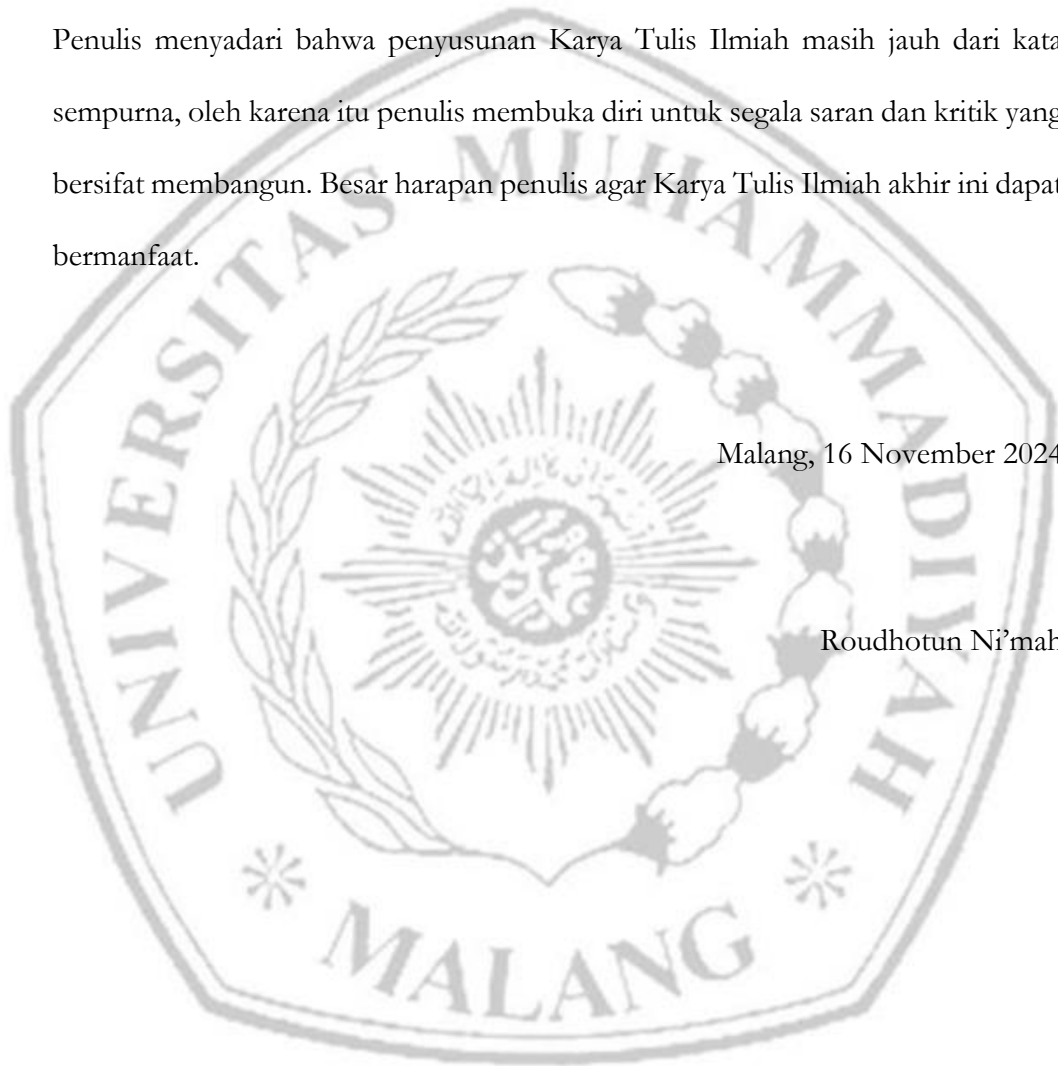 Penulis menyadari bahwa penyusunan Karya Tulis Ilmiah masih jauh dari kata
sempurna, oleh karena itu penulis membuka diri untuk segala saran dan kritik yang
bersifat membangun. Besar harapan penulis agar Karya Tulis Ilmiah akhir ini dapat
bermanfaat.
Malang, 16 November 2024
Roudhotun Ni’mah
UNIVERSITAS MUHAMMADIYAH
MALANG